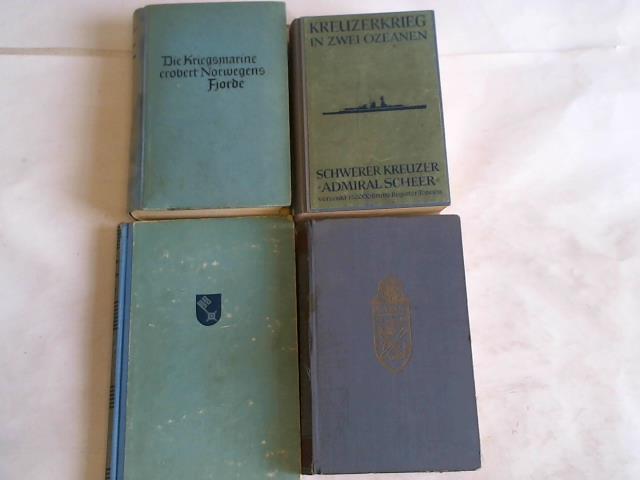 Die Kriegsmarine
erobert Norwegens
Fjorde
KREUZERKRIEG
IN ZWEI OZEANEN
SCHWERER KREUZER
"ADMIRAL SCHEER"